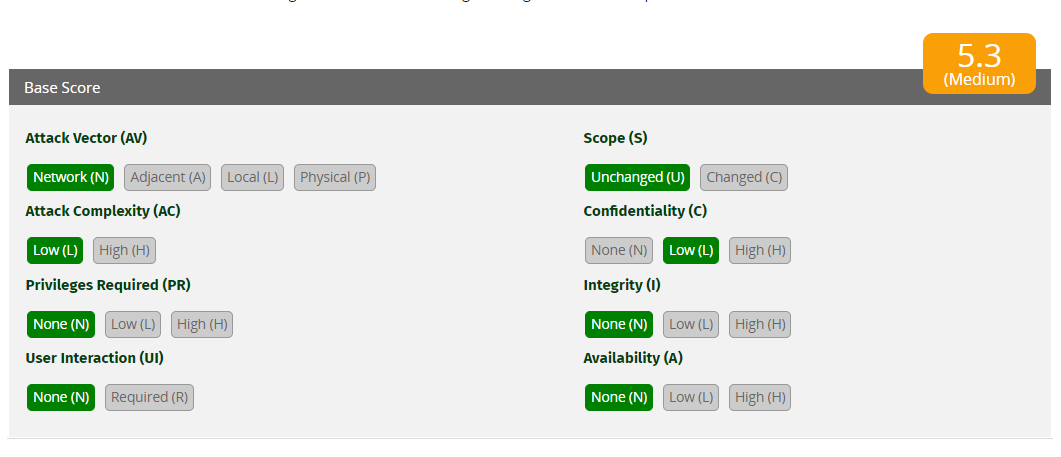 5.3
(Medium)
Base Score
Attack Vector (AV)
Network (N) Adjacent (A) Local (L) Physical (P)
Attack Complexity (AC)
Low (L) High (H)
Privileges Required (PR)
None (N) Low (L) High (H)
User Interaction (UI)
None (N) Required (R)
Scope (S)
Unchanged (U) Changed (C)
Confidentiality (C)
None (N) Low (L) High (H)
Integrity (I)
None (N) Low (L) High (H)
Availability (A)
None (N) Low (L) High (H)